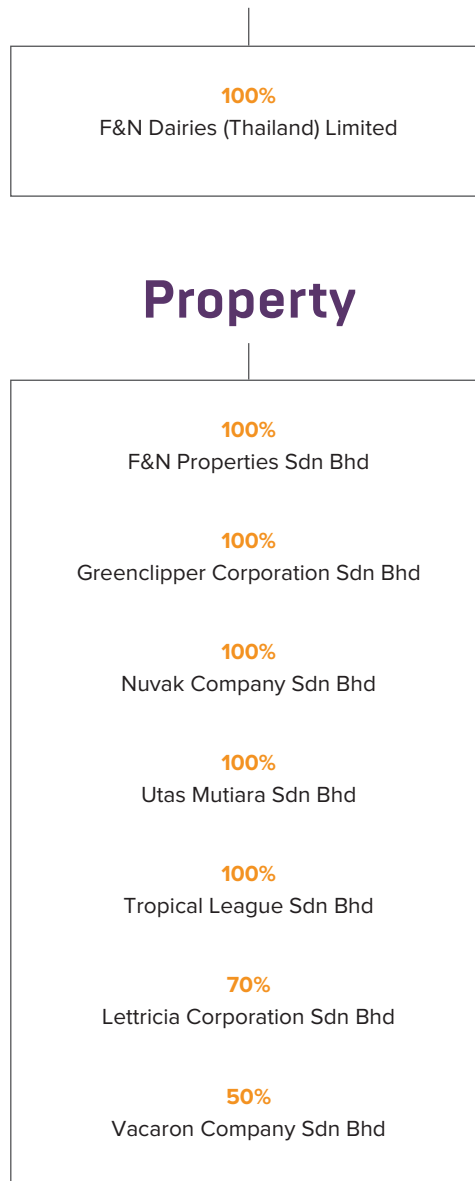 100%
F&N Dairies (Thailand) Limited
Property
100%
F&N Properties Sdn Bhd
100%
Greenclipper Corporation Sdn Bhd
100%
Nuvak Company Sdn Bhd
100%
Utas Mutiara Sdn Bhd
100%
Tropical League Sdn Bhd
70%
Lettricia Corporation Sdn Bhd
50%
Vacaron Company Sdn Bhd